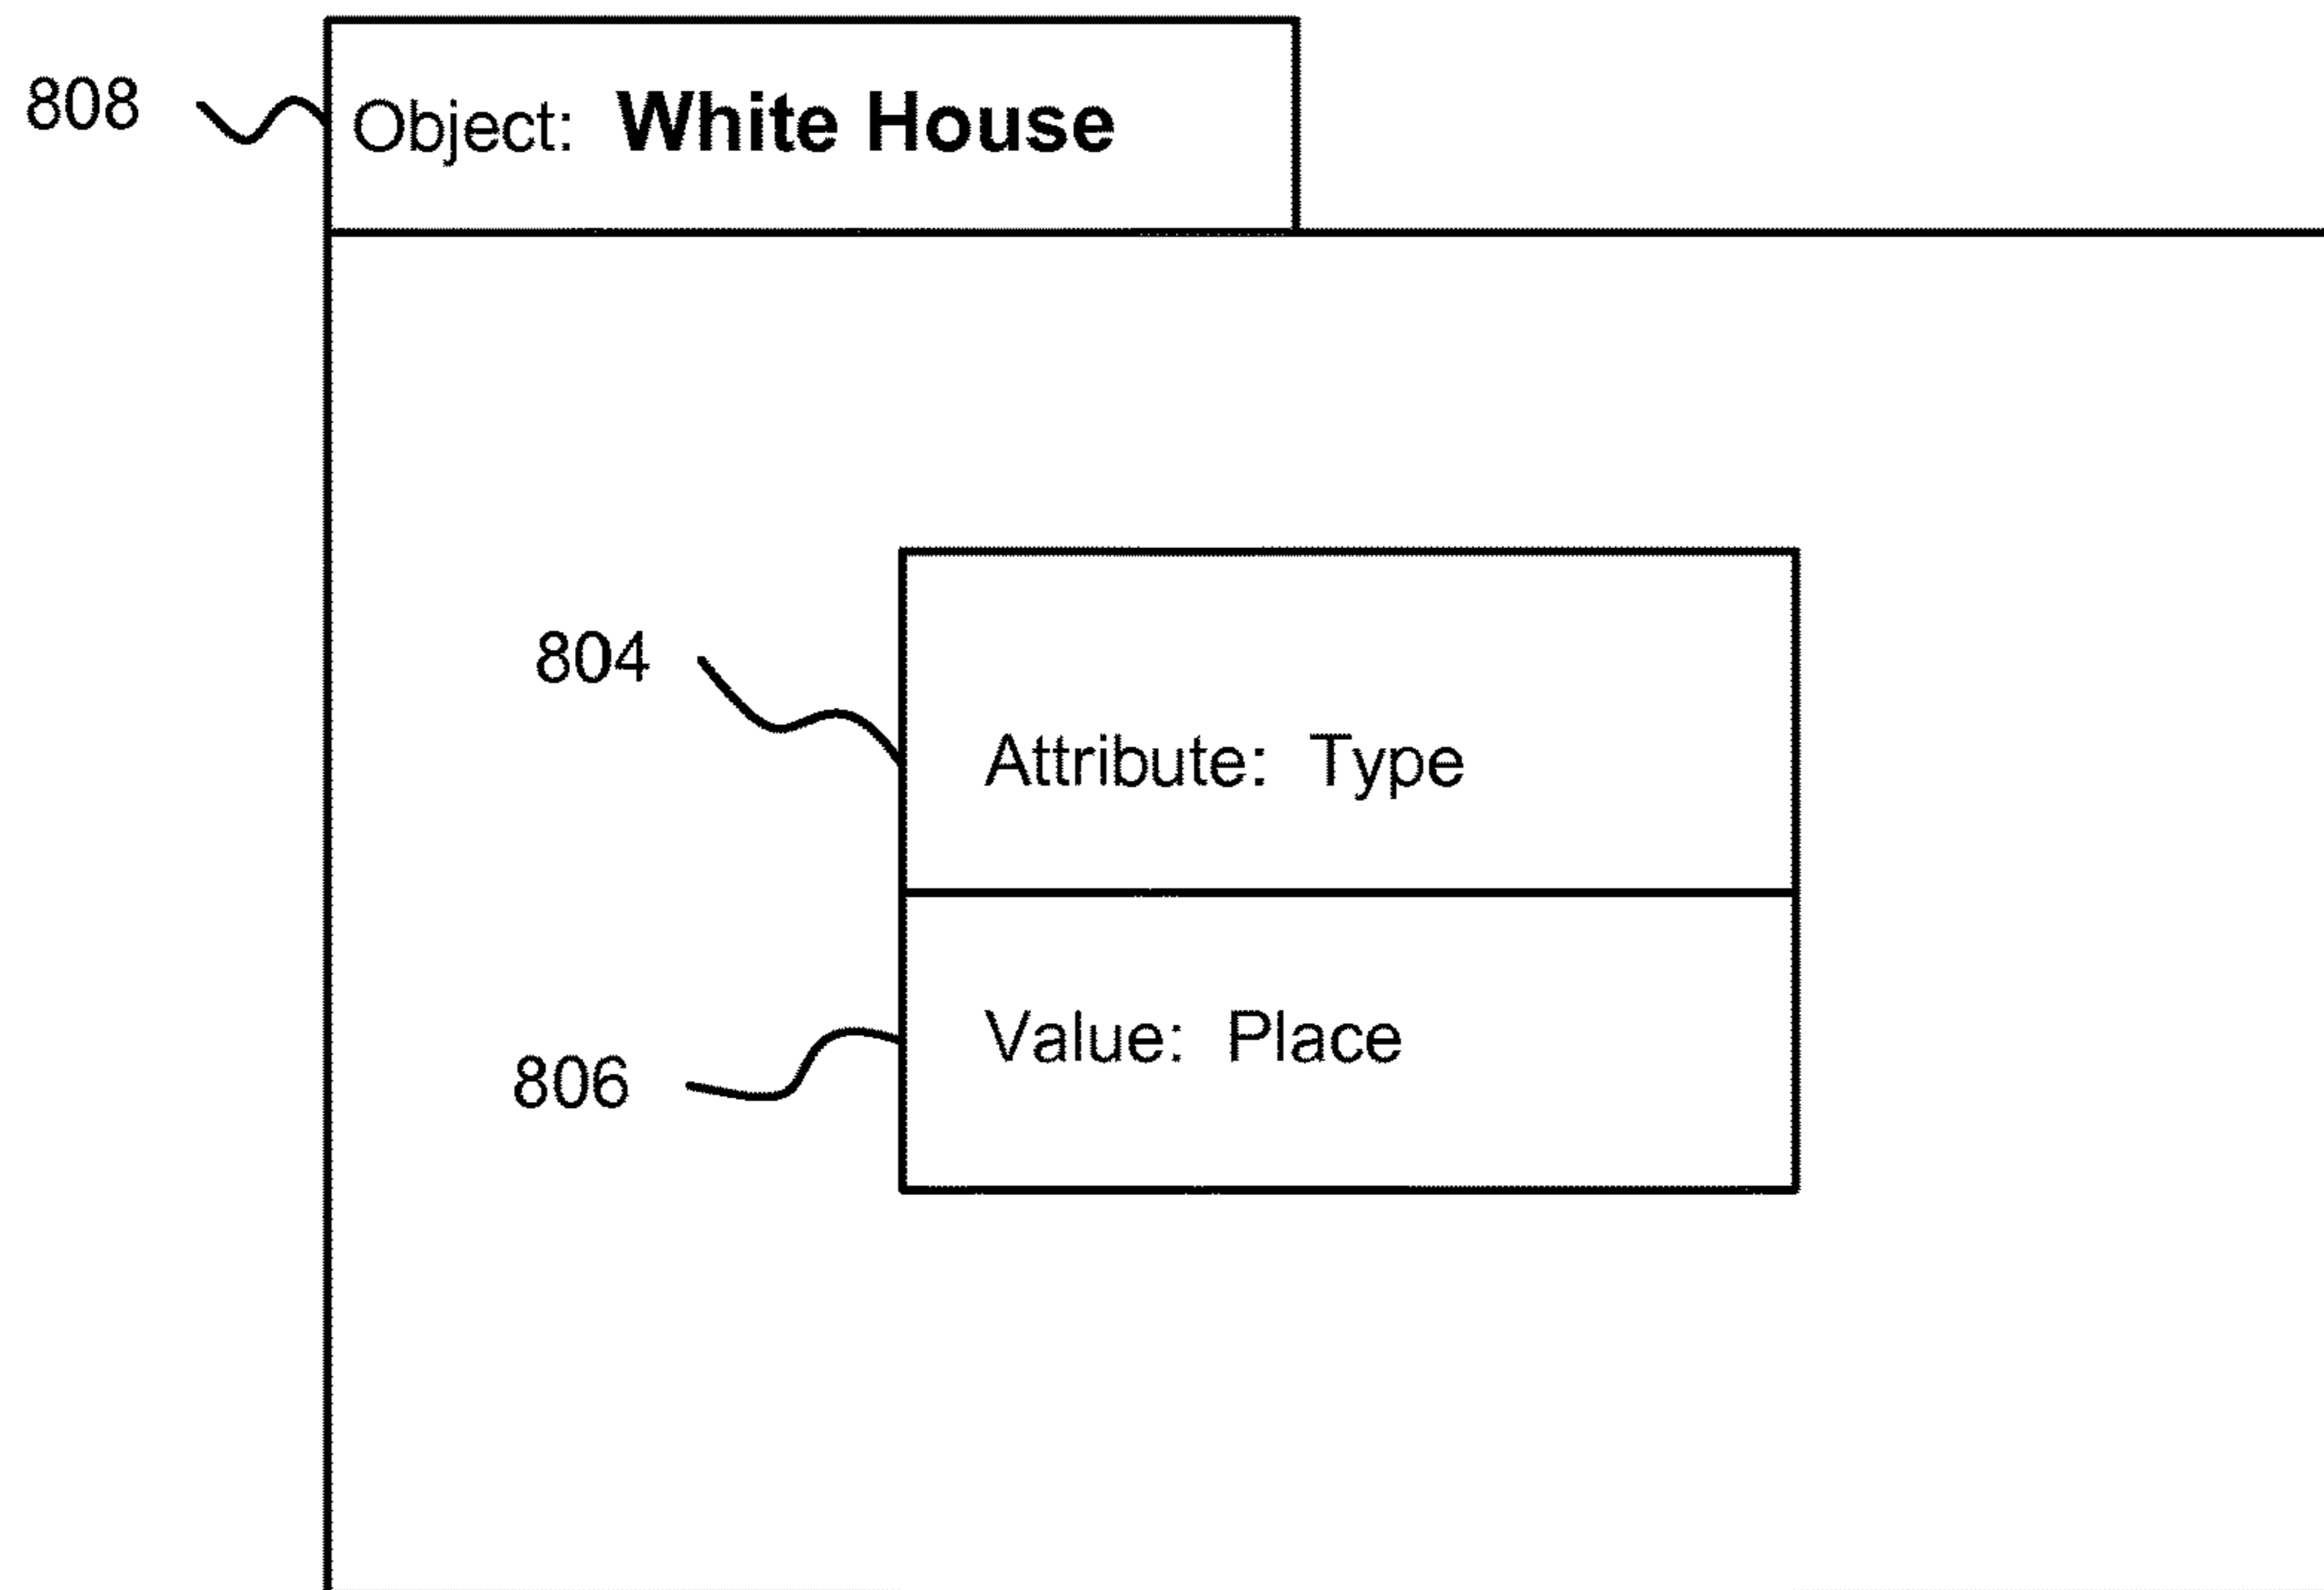 808 Object: White House
804
Attribute: Type
Value: Place
806